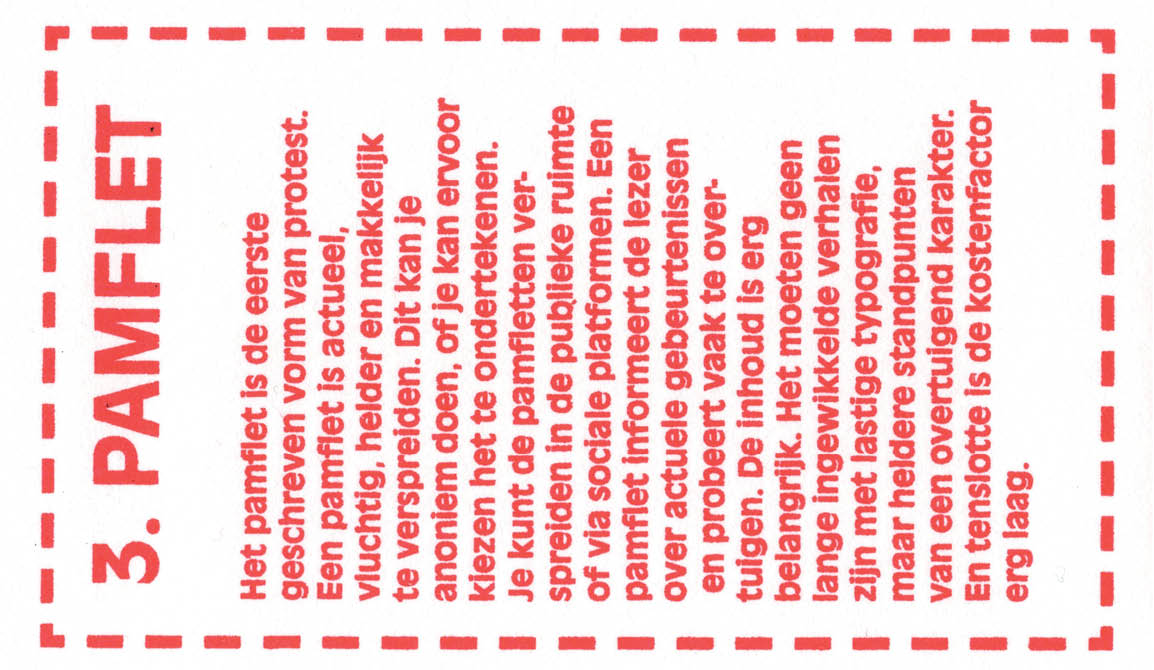 3. PAMFLET
Het pamflet is de eerste
geschreven vorm van protest.
Een pamflet is actueel,
vluchtig, helder en makkelijk
te verspreiden. Dit kan je
anoniem doen, of je kan ervoor
kiezen het te ondertekenen.
Je kunt de pamfletten ver-
spreiden in de publieke ruimte
of via sociale platformen. Een
pamflet informeert de lezer
over actuele gebeurtenissen
en probeert vaak te over-
tuigen. De inhoud is erg
belangrijk. Het moeten geen
lange ingewikkelde verhalen
zijn met lastige typografie,
maar heldere standpunten
van een overtuigend karakter.
En tenslotte is de kostenfactor
erg laag.